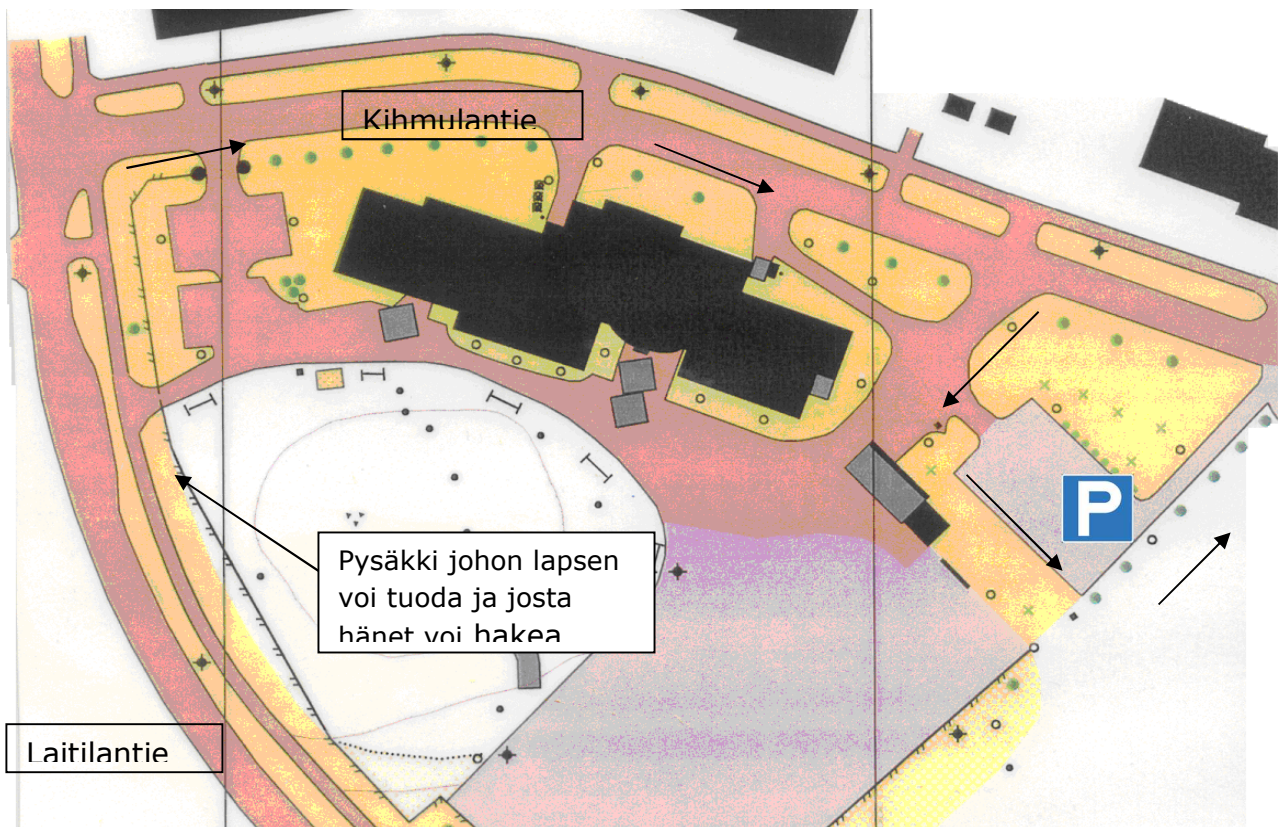 Kihmulantie
P
Pysäkki johon lapsen
voi tuoda ja josta
hänet voi hakea
Laitilantie